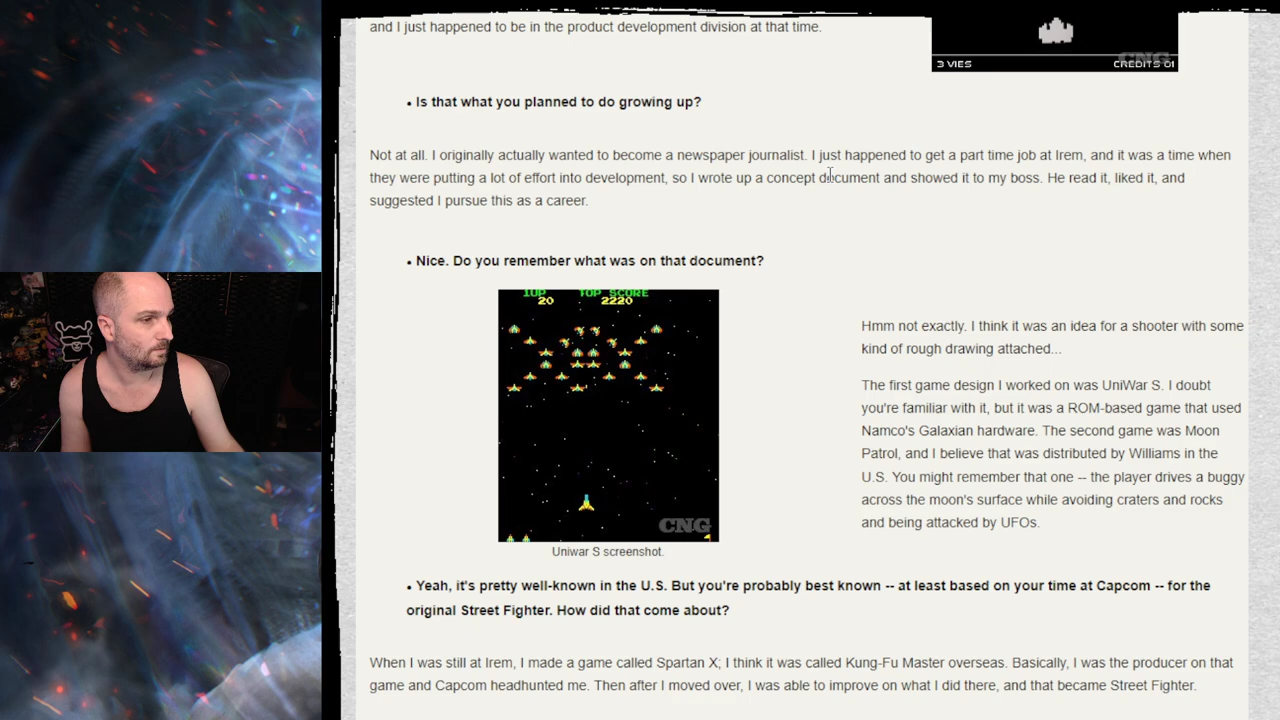 and I just happened to be in the product development division at that time.
3 VIES
CREDITS 01
CNG
• Is that what you planned to do growing up?
Not at all. I originally actually wanted to become a newspaper journalist. I just happened to get a part time job at Irem, and it was a time when
they were putting a lot of effort into development, so I wrote up a concept document and showed it to my boss. He read it, liked it, and
suggested I pursue this as a career.
• Nice. Do you remember what was on that document?
1UP TOP SCORE
20 2220
CNG
Uniwar S screenshot.
Hmm not exactly. I think it was an idea for a shooter with some
kind of rough drawing attached...
The first game design I worked on was UniWar S. I doubt
you're familiar with it, but it was a ROM-based game that used
Namco's Galaxian hardware. The second game was Moon
Patrol, and I believe that was distributed by Williams in the
U.S. You might remember that one -- the player drives a buggy
across the moon's surface while avoiding craters and rocks
and being attacked by UFOs.
• Yeah, it's pretty well-known in the U.S. But you're probably best known -- at least based on your time at Capcom -- for the
original Street Fighter. How did that come about?
When I was still at Irem, I made a game called Spartan X; I think it was called Kung-Fu Master overseas. Basically, I was the producer on that
game and Capcom headhunted me. Then after I moved over, I was able to improve on what I did there, and that became Street Fighter.